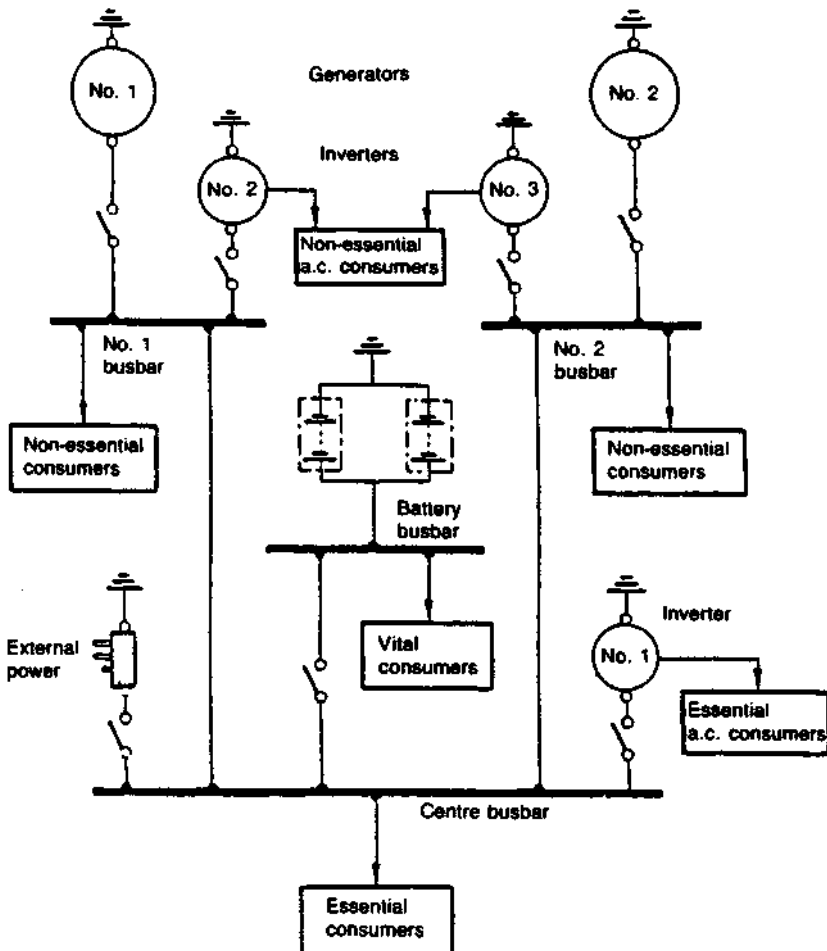 No. 1
Generators
No. 2
Inverters
No. 2
No. 3
Non-essential
a.c. consumers
No. 1
busbar
No. 2
busbar
Non-essential
consumers
Non-essential
consumers
Battery
busbar
External
power
Vital
consumers
Inverter
No. 1
Essential
a.c. consumers
Centre busbar
Essential
consumers